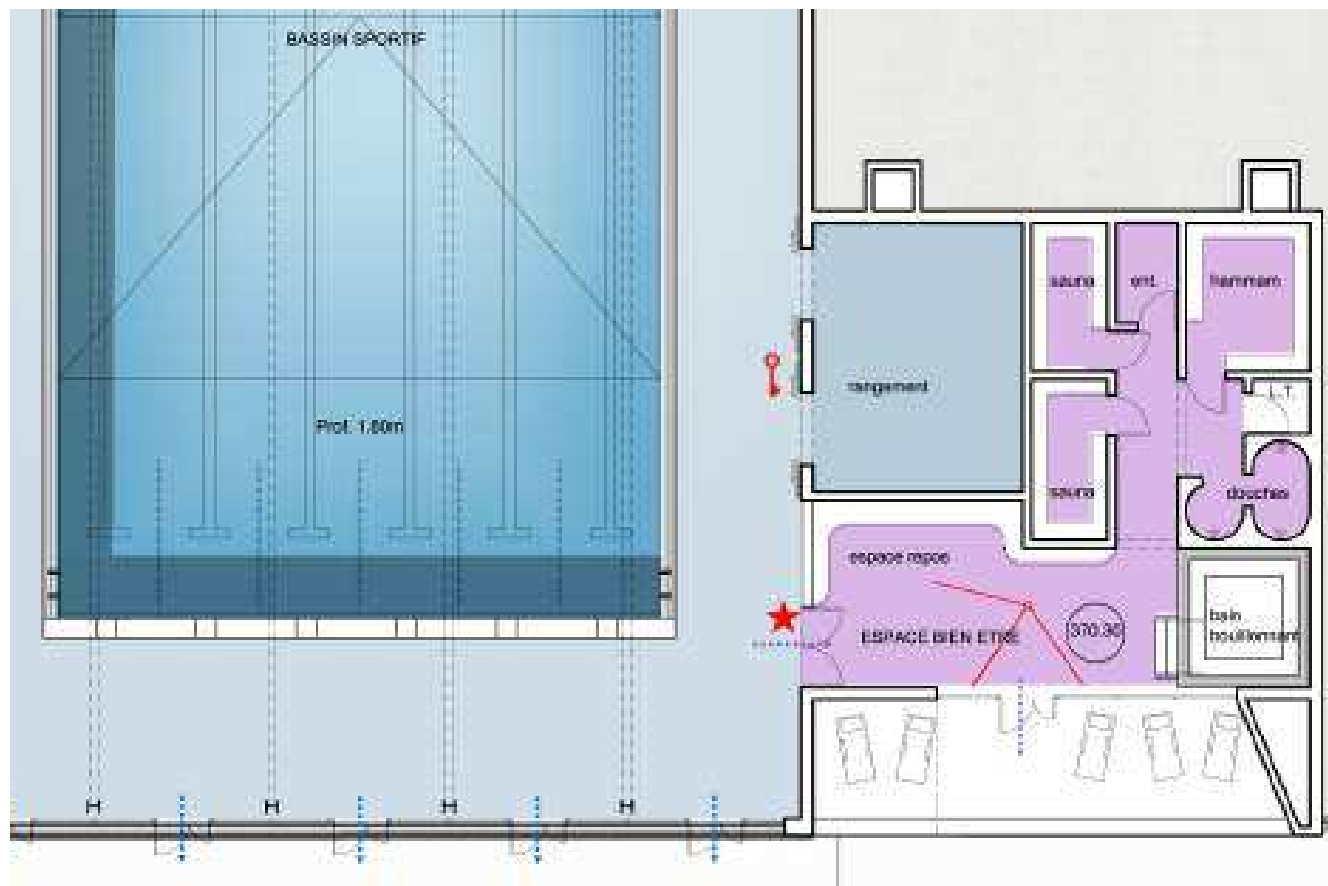 BASSIN SPORTIF
sauna
ent.
hammam
rangement
L.T
Prof. 1.80m
sauna
douches
espace repos
ESPACE BIEN ETRE
370.30
bain
bouillonnant